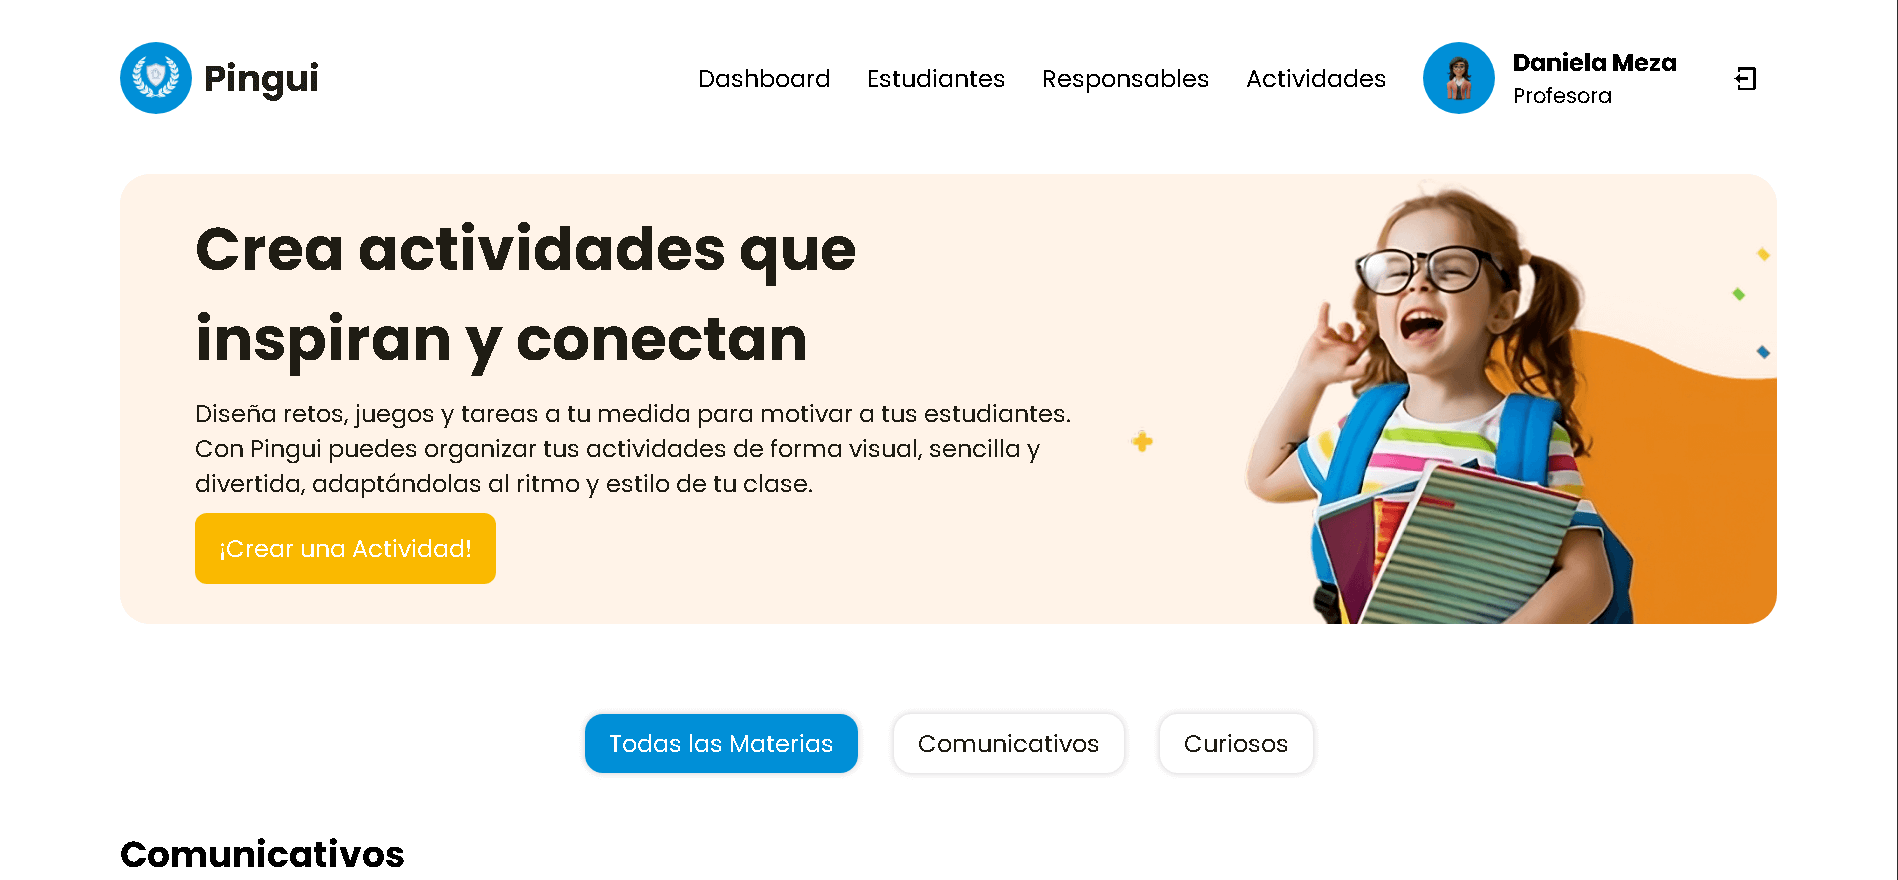 Pingui
Dashboard
Estudiantes
Responsables
Actividades
Daniela Meza
Profesora
Crea actividades que
inspiran y conectan
Diseña retos, juegos y tareas a tu medida para motivar a tus estudiantes.
Con Pingui puedes organizar tus actividades de forma visual, sencilla y
divertida, adaptándolas al ritmo y estilo de tu clase.
¡Crear una Actividad!
Todas las Materias
Comunicativos
Curiosos
Comunicativos